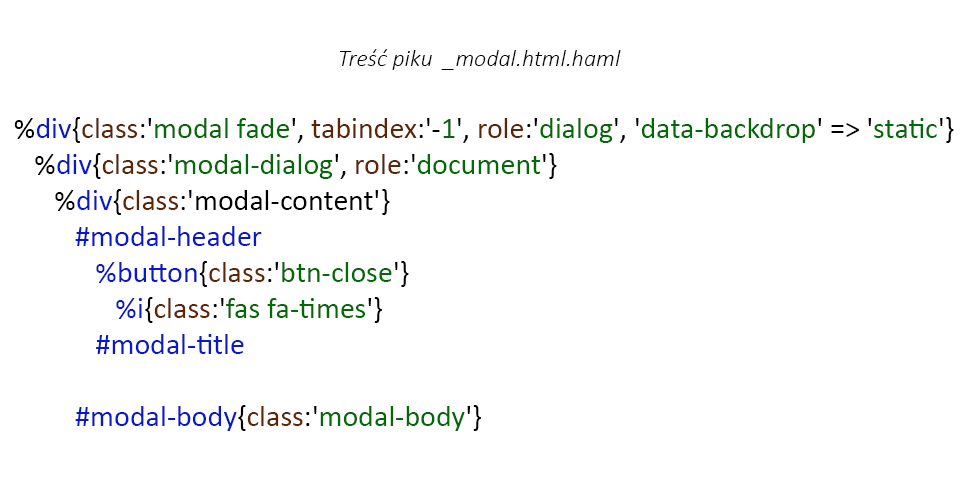 Treść piku _modal.html.haml
%div{class:'modal fade', tabindex:'-1', role:'dialog', 'data-backdrop' => 'static'}
%div{class:'modal-dialog', role:'document'}
%div{class:'modal-content'}
#modal-header
%button{class:'btn-close'}
%i{class:'fas fa-times'}
#modal-title
#modal-body{class:'modal-body'}